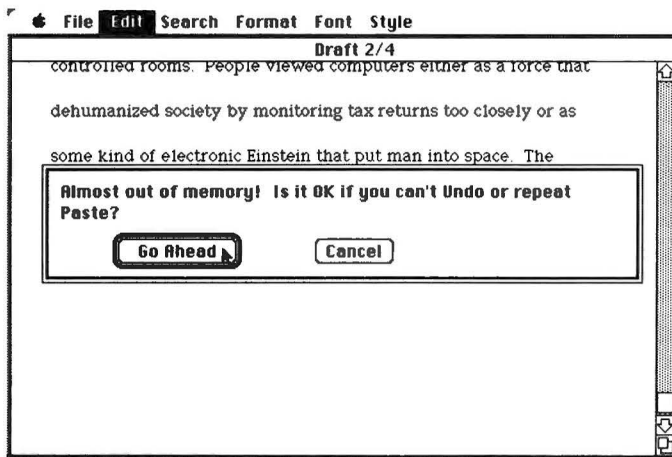 File Edit Search Format Font Style
Draft 2/4
controlled rooms. People viewed computers either as a force that
dehumanized society by monitoring tax returns too closely or as
some kind of electronic Einstein that put man into space. The
Almost out of memory! Is it OK if you can't Undo or repeat
Paste?
Go Ahead Cancel